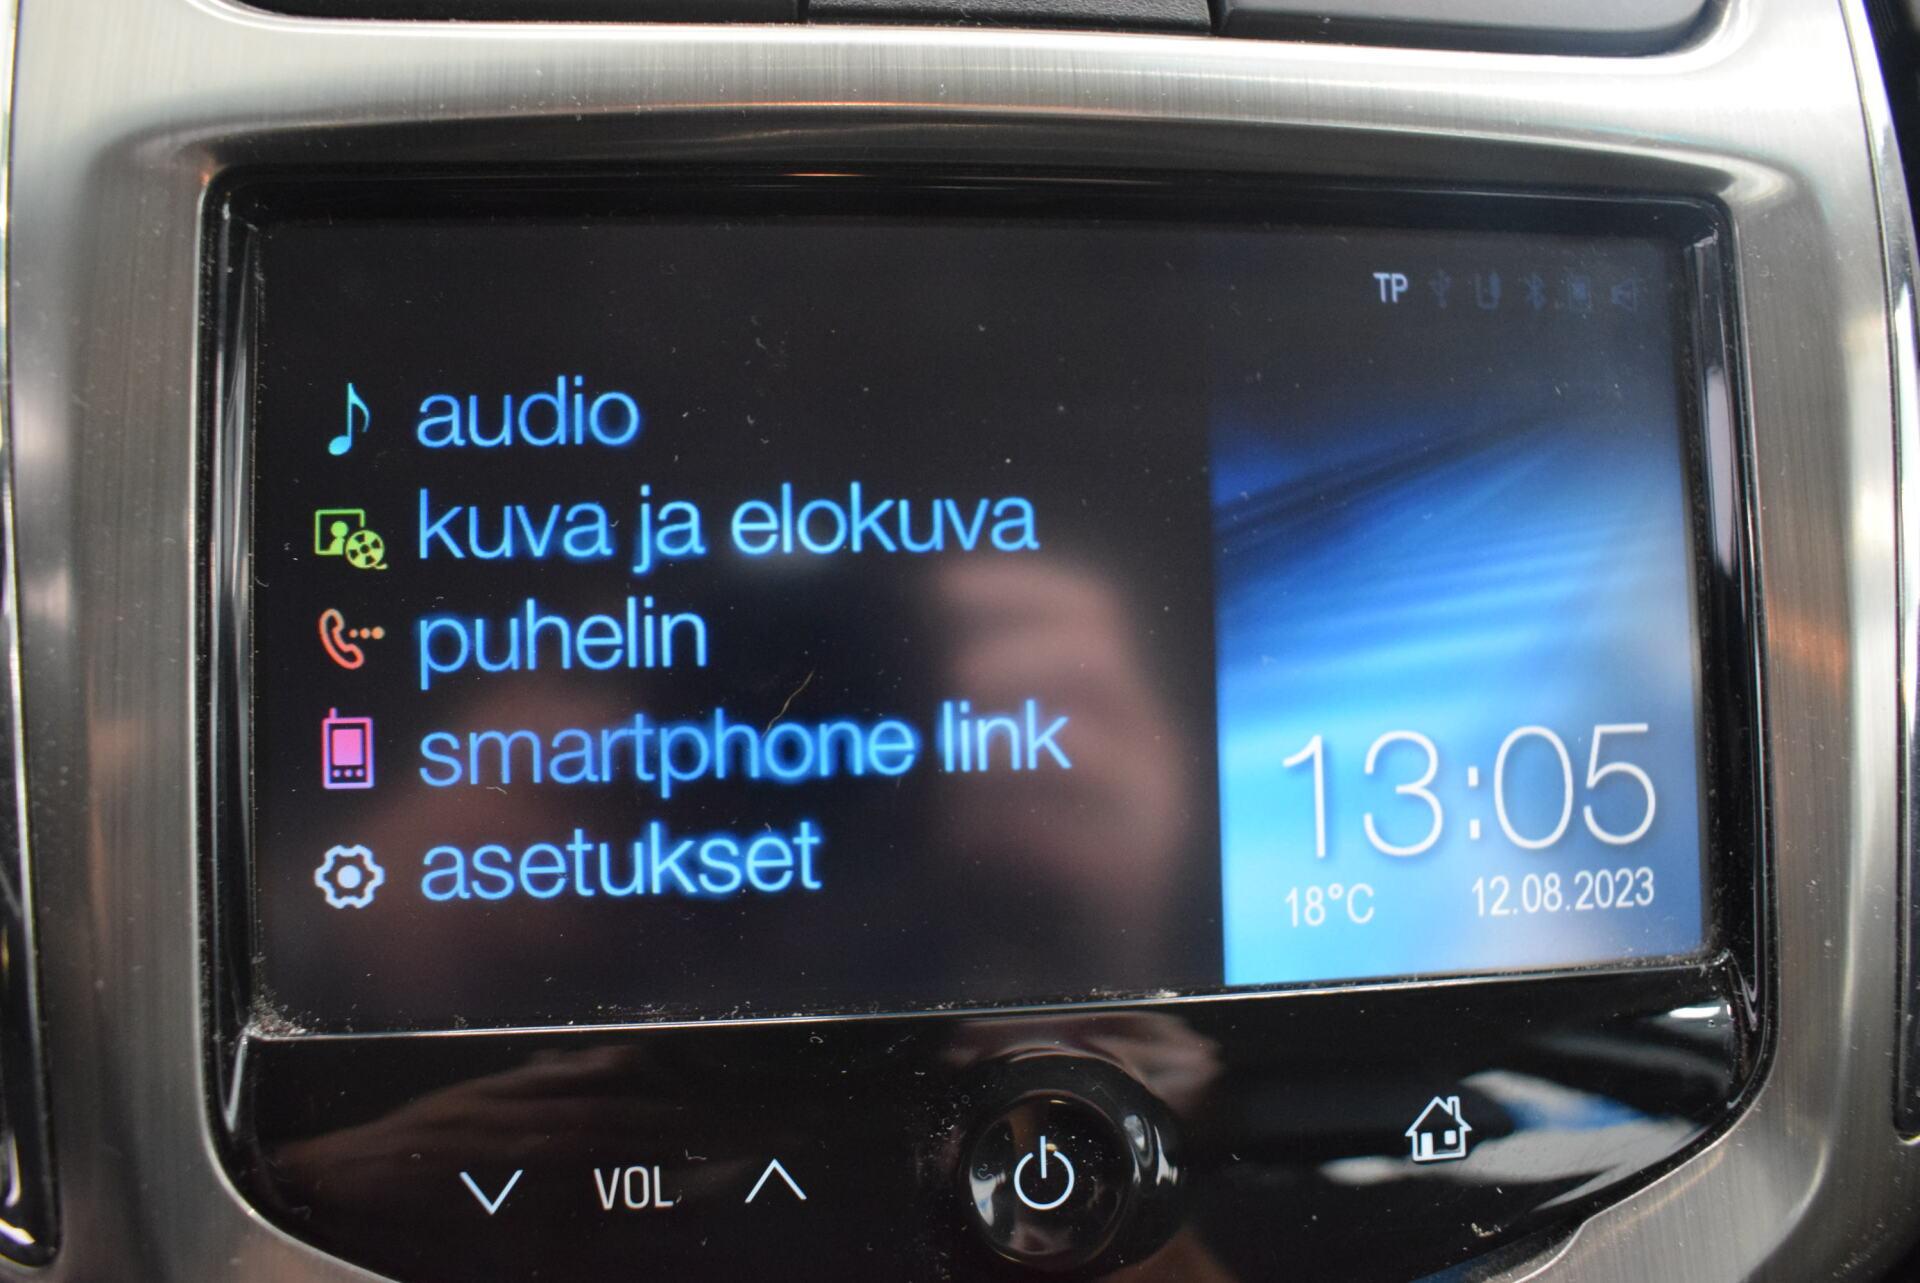 TP
audio
kuva ja elokuva
puhelin
smartphone link
asetukset
13:05
18°C 12.08.2023
VOL